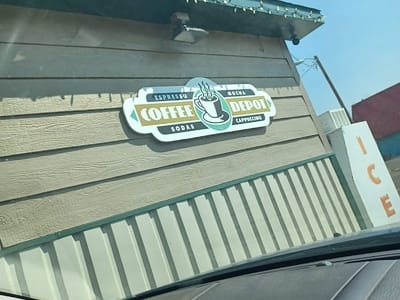 ESPRESSO MOCHA
COFFEE DEPOT
SODAS CAPPUCCINO
ICE